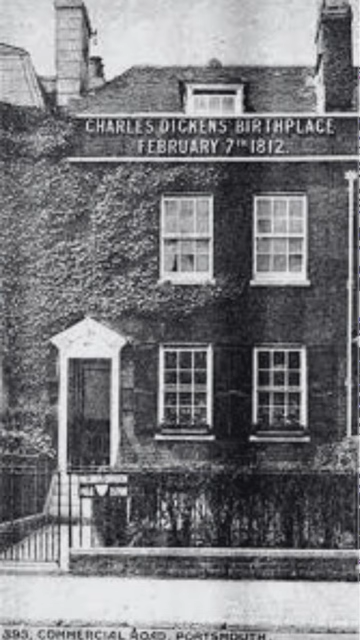 CHARLES DICKENS' BIRTHPLACE
FEBRUARY 7TH 1812.
393, COMMERCIAL ROAD, PORTSMOUTH